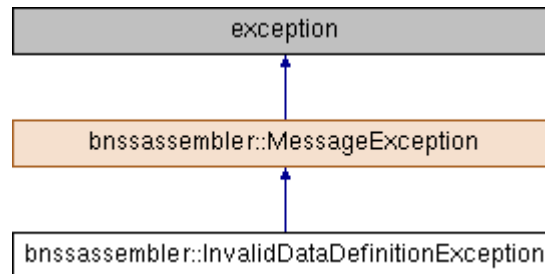 exception
bnssassembler::MessageException
bnssassembler::InvalidDataDefinitionException